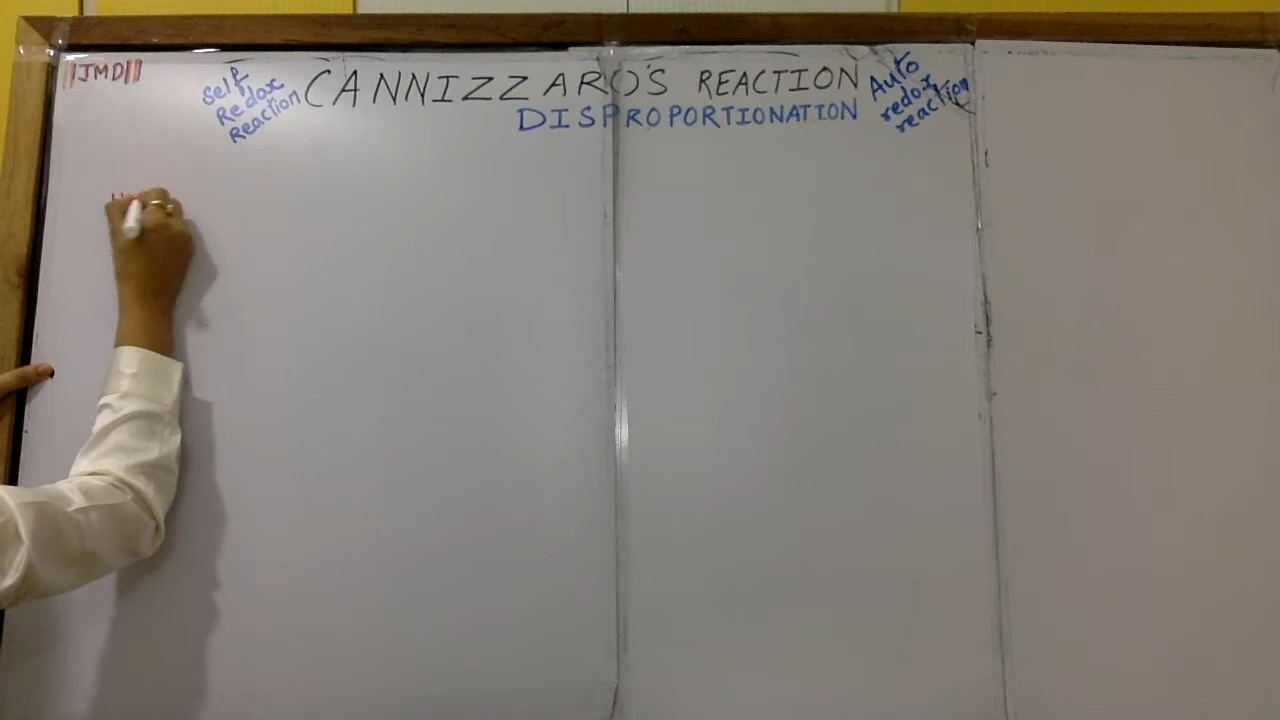 ||JMD||
Self
Redox
Reaction
CANNIZZARO'S REACTION
DISPROPORTIONATION
Auto
redox
reaction